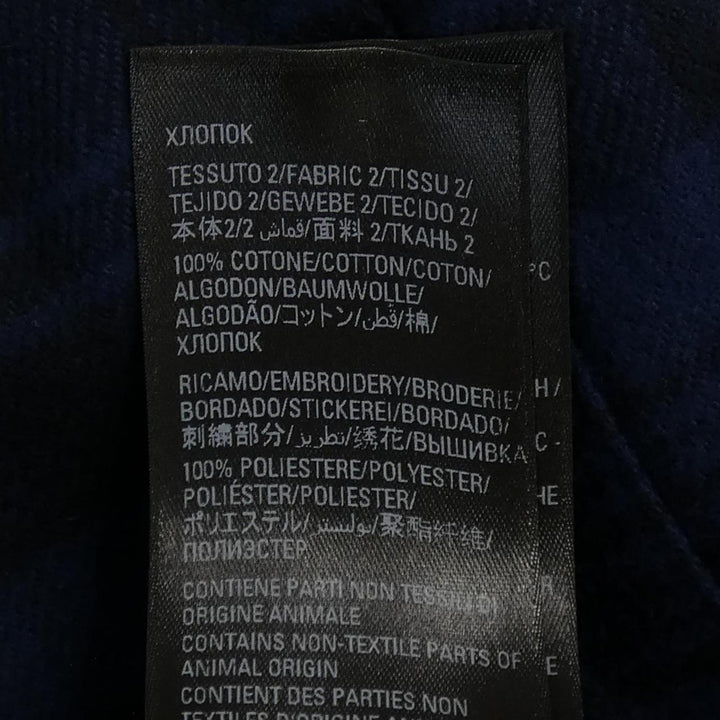 ХЛОПОК
TESSUTO 2/FABRIC 2/TISSU 2/
TEJIDO 2/GEWEBE 2/TECIDO 2/
本体2/قماش 2/面料 2/ТКАНЬ 2
100% COTONE/COTTON/COTON/
ALGODON/BAUMWOLLE/
ALGODÃO/コットン/قطن/棉/
ХЛОПОК
RICAMO/EMBROIDERY/BRODERIE/
BORDADO/STICKEREI/BORDADO/
刺繍部分/تطريز/绣花/ВЫШИВКА
100% POLIESTERE/POLYESTER/
POLIÉSTER/POLIESTER/
ポリエステル/بوليستر/聚酯纤维/
ПОЛИЭСТЕР
CONTIENE PARTI NON TESSILI DI
ORIGINE ANIMALE
CONTAINS NON-TEXTILE PARTS OF
ANIMAL ORIGIN
CONTIENT DES PARTIES NON
TEXTILES D'ORIGINE
°C
H/
C-
HE
R,
E